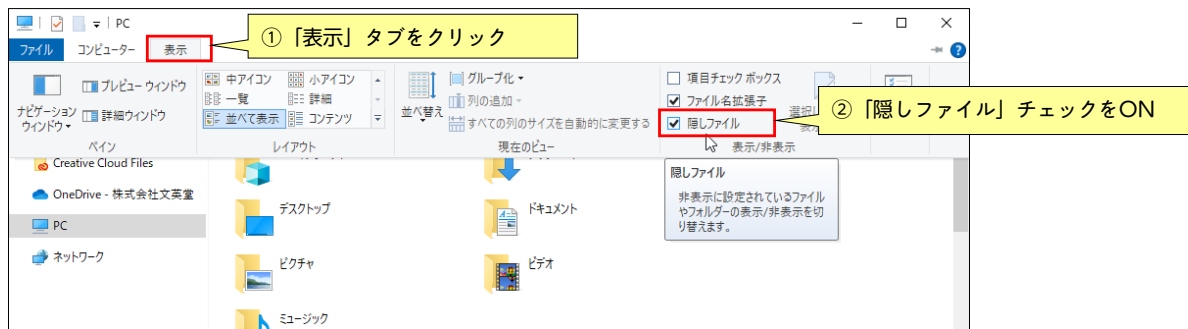 PC
ファイル コンピューター 表示
①「表示」タブをクリック
ナビゲーション
ウィンドウ
プレビュー ウィンドウ
詳細ウィンドウ
ペイン
中アイコン 小アイコン
一覧 詳細
並べて表示 コンテンツ
レイアウト
並べ替え
グループ化
列の追加
すべての列のサイズを自動的に変更する
現在のビュー
項目チェック ボックス
ファイル名拡張子
隠しファイル
表示/非表示
②「隠しファイル」チェックをON
隠しファイル
非表示に設定されているファイル
やフォルダーの表示/非表示を切
り替えます。
Creative Cloud Files
OneDrive - 株式会社文英堂
PC
ネットワーク
デスクトップ
ドキュメント
ピクチャ
ビデオ
ミュージック